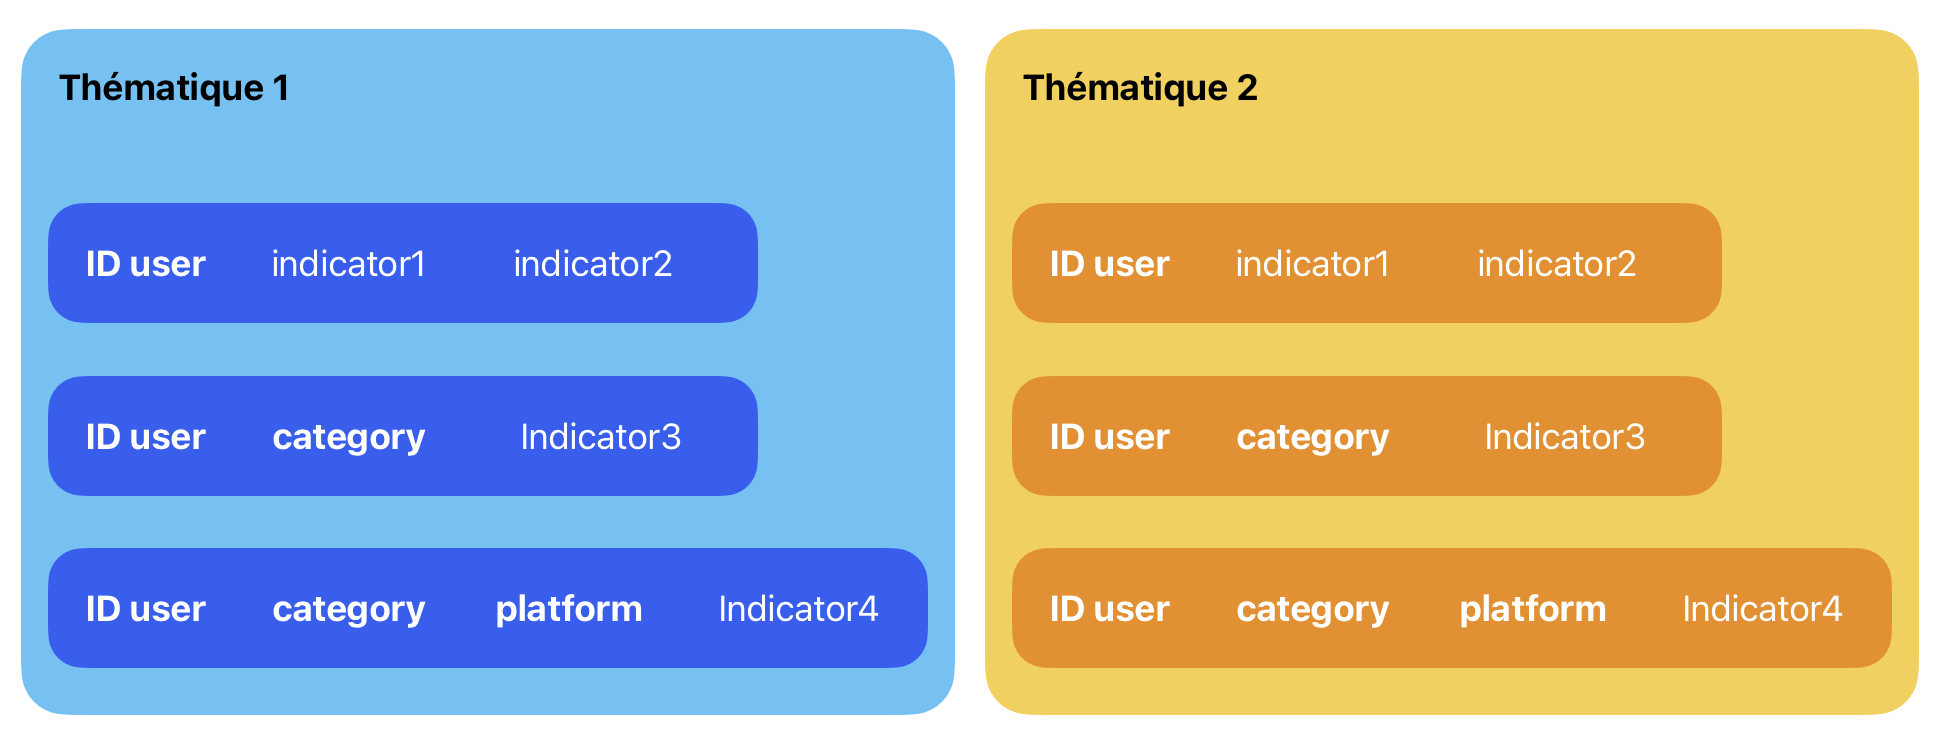 Thématique 1
ID user indicator1 indicator2
ID user category Indicator3
ID user category platform Indicator4
Thématique 2
ID user indicator1 indicator2
ID user category Indicator3
ID user category platform Indicator4